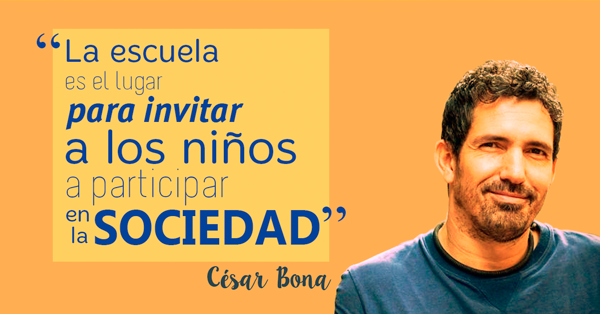 “La escuela
es el lugar
para invitar
a los niños
a participar
en
la SOCIEDAD”
César Bona